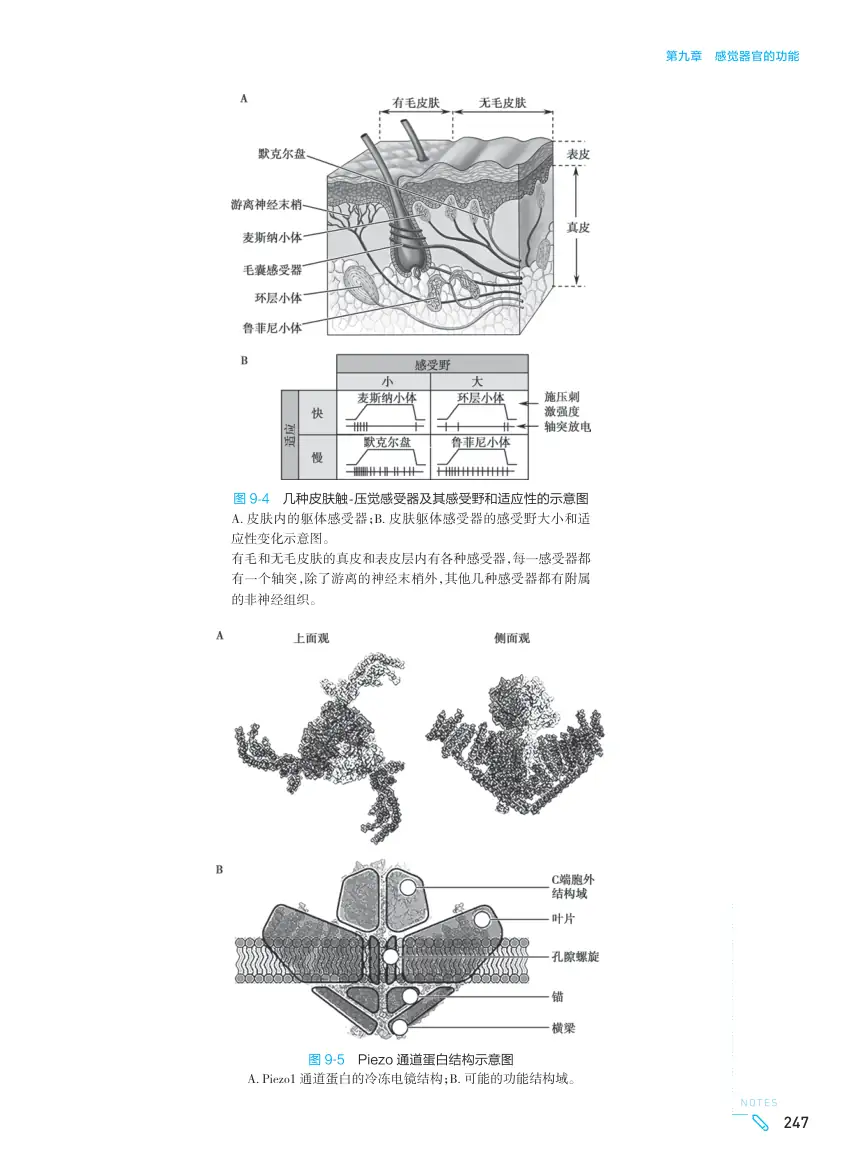 第九章 感觉器官的功能
A
有毛皮肤 无毛皮肤
默克尔盘
表皮
游离神经末梢
真皮
麦斯纳小体
毛囊感受器
环层小体
鲁菲尼小体
B
感受野
小 大
适应
快
麦斯纳小体 环层小体
施压刺
激强度
轴突放电
慢
默克尔盘 鲁菲尼小体
图 9-4 几种皮肤触-压觉感受器及其感受野和适应性的示意图
A. 皮肤内的躯体感受器;B. 皮肤躯体感受器的感受野大小和适
应性变化示意图。
有毛和无毛皮肤的真皮和表皮层内有各种感受器,每一感受器都
有一个轴突,除了游离的神经末梢外,其他几种感受器都有附属
的非神经组织。
A
上面观 侧面观
B
C端胞外
结构域
叶片
孔隙螺旋
锚
横梁
图 9-5 Piezo 通道蛋白结构示意图
A. Piezo1 通道蛋白的冷冻电镜结构;B. 可能的功能结构域。
NOTES
247